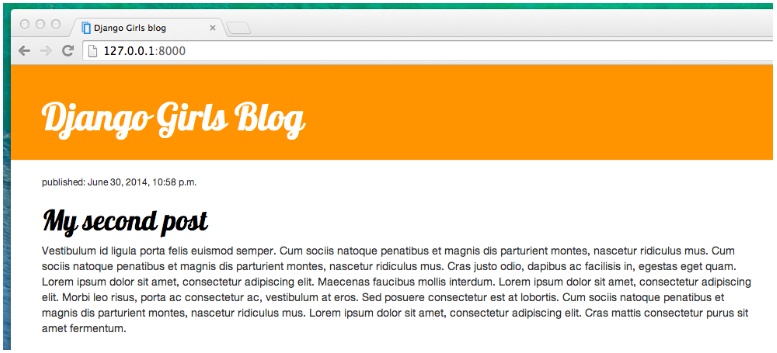 Django Girls blog
127.0.0.1:8000
Django Girls Blog
published: June 30, 2014, 10:58 p.m.
My second post
Vestibulum id ligula porta felis euismod semper. Cum sociis natoque penatibus et magnis dis parturient montes, nascetur ridiculus mus. Cum
sociis natoque penatibus et magnis dis parturient montes, nascetur ridiculus mus. Cras justo odio, dapibus ac facilisis in, egestas eget quam.
Lorem ipsum dolor sit amet, consectetur adipiscing elit. Maecenas faucibus mollis interdum. Lorem ipsum dolor sit amet, consectetur adipiscing
elit. Morbi leo risus, porta ac consectetur ac, vestibulum at eros. Sed posuere consectetur est at lobortis. Cum sociis natoque penatibus et
magnis dis parturient montes, nascetur ridiculus mus. Lorem ipsum dolor sit amet, consectetur adipiscing elit. Cras mattis consectetur purus sit
amet fermentum.